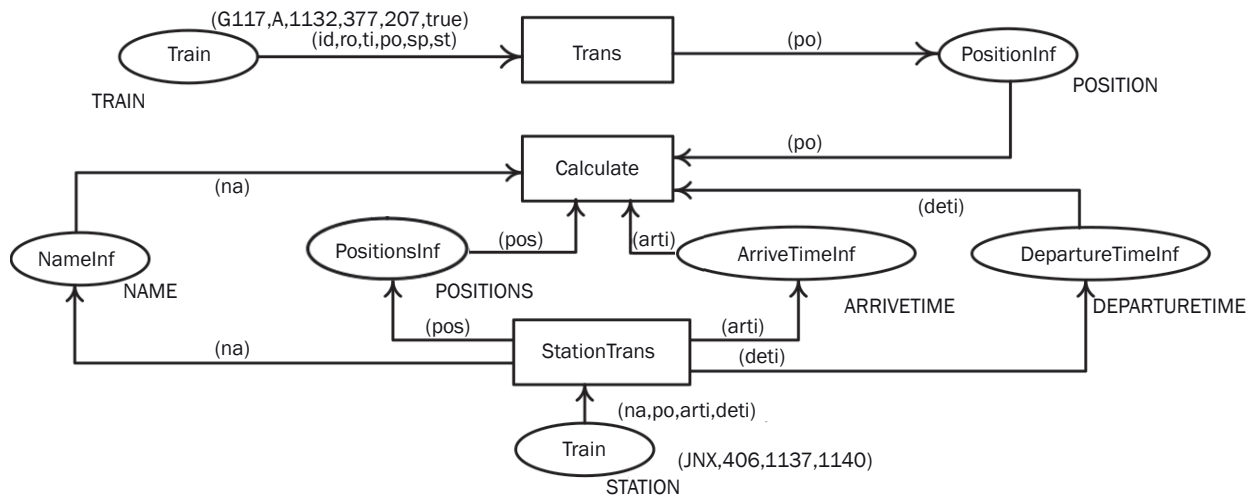 (G117,A,1132,377,207,true)
(id,ro,ti,po,sp,st)
Train
TRAIN
Trans
(po)
PositionInf
POSITION
(po)
Calculate
(na)
(deti)
NameInf
NAME
PositionsInf
POSITIONS
(pos)
(arti)
ArriveTimeInf
ARRIVETIME
DepartureTimeInf
DEPARTURETIME
(pos)
(na)
StationTrans
(arti)
(deti)
(na,po,arti,deti)
Train
(JNX,406,1137,1140)
STATION